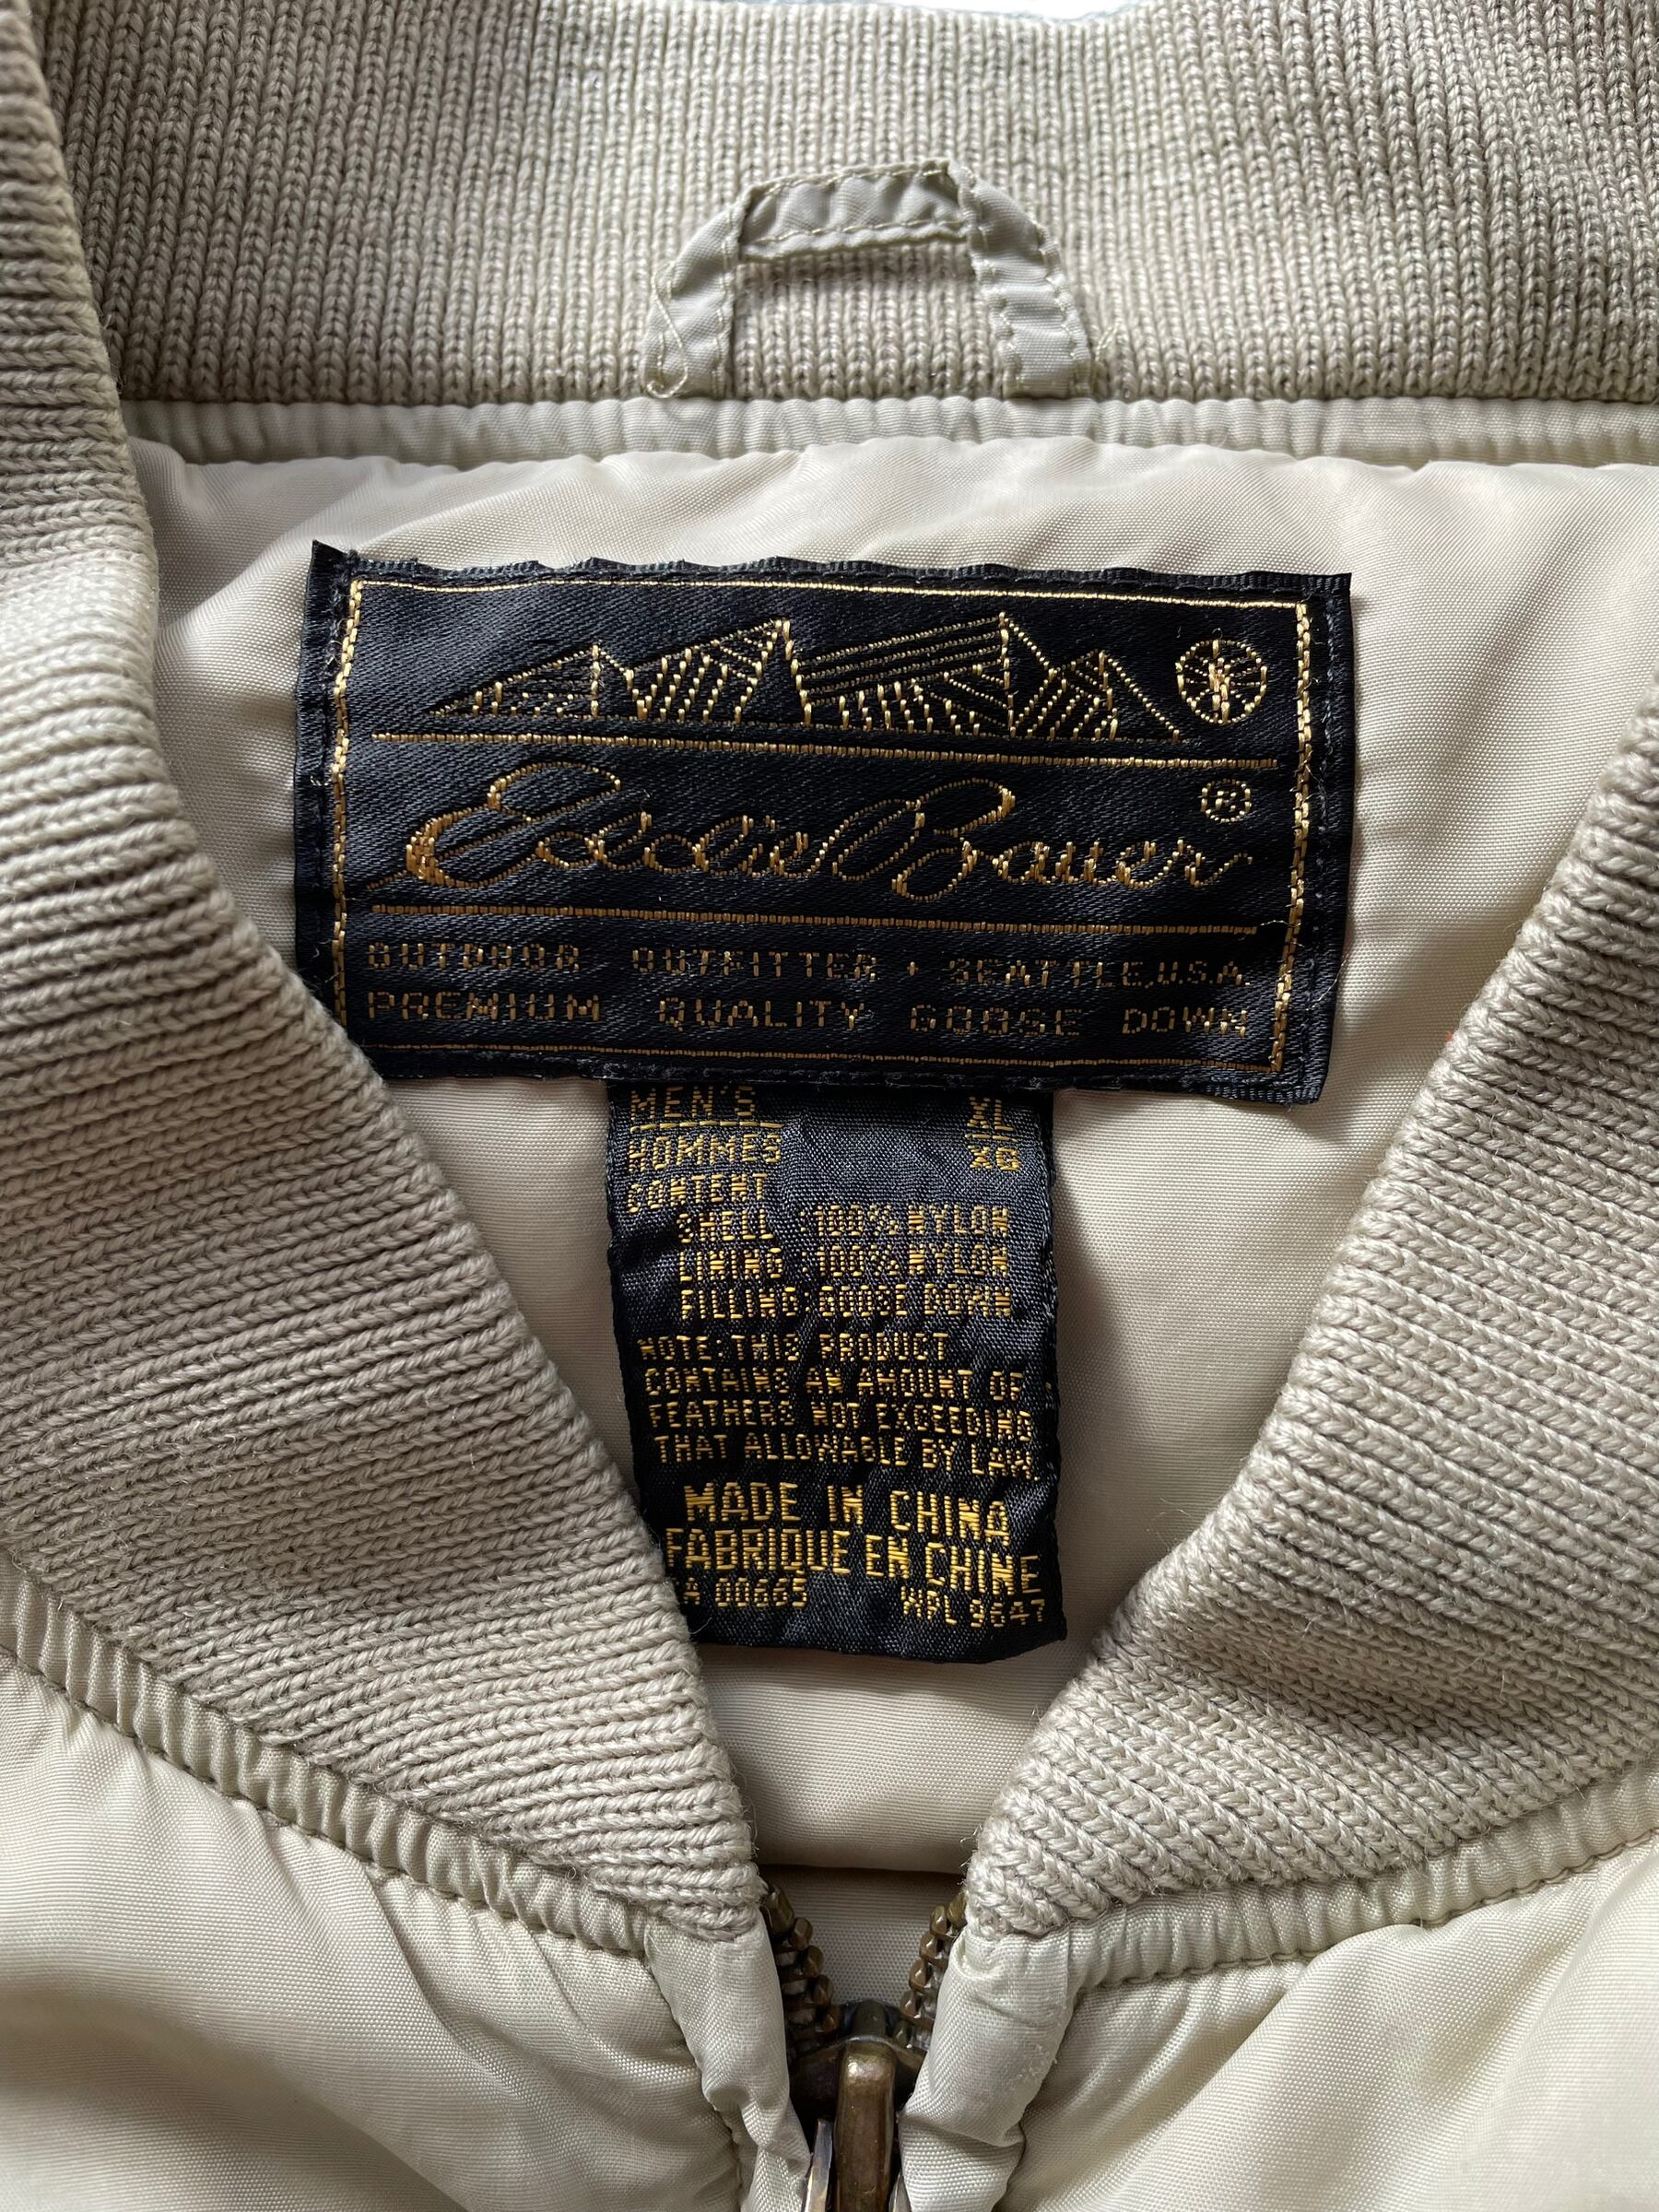 Eddie Bauer ®
OUTDOOR OUTFITTER • SEATTLE, U.S.A.
PREMIUM QUALITY GOOSE DOWN
MEN'S XL
HOMMES XG
CONTENT
SHELL :100% NYLON
LINING :100% NYLON
FILLING: GOOSE DOWN
NOTE: THIS PRODUCT
CONTAINS AN AMOUNT OF
FEATHERS NOT EXCEEDING
THAT ALLOWABLE BY LAW.
MADE IN CHINA
FABRIQUE EN CHINE
A 00665 WPL 9647